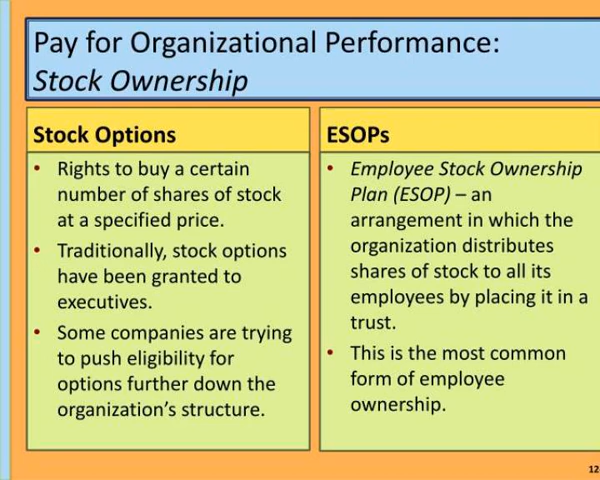 Pay for Organizational Performance:
Stock Ownership
Stock Options
• Rights to buy a certain
number of shares of stock
at a specified price.
• Traditionally, stock options
have been granted to
executives.
• Some companies are trying
to push eligibility for
options further down the
organization’s structure.
ESOPs
• Employee Stock Ownership
Plan (ESOP) – an
arrangement in which the
organization distributes
shares of stock to all its
employees by placing it in a
trust.
• This is the most common
form of employee
ownership.
12